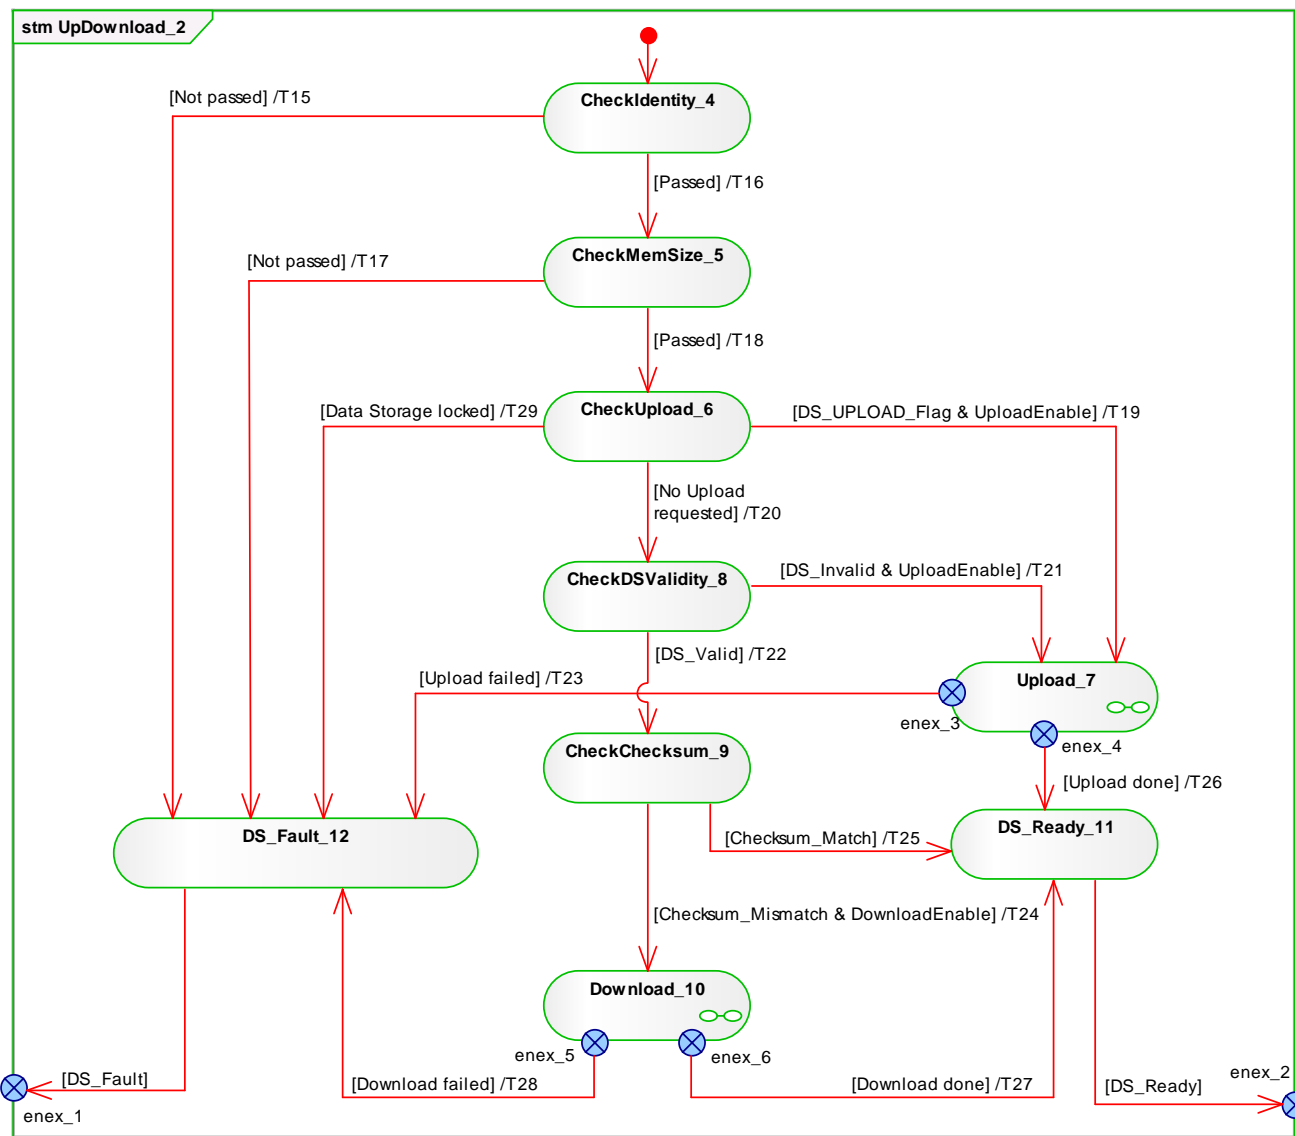 stm UpDownload_2
CheckIdentity_4
[Not passed] /T15
[Passed] /T16
CheckMemSize_5
[Not passed] /T17
[Passed] /T18
CheckUpload_6
[Data Storage locked] /T29
[DS_UPLOAD_Flag & UploadEnable] /T19
[No Upload
requested] /T20
CheckDSValidity_8
[DS_Invalid & UploadEnable] /T21
[DS_Valid] /T22
[Upload failed] /T23
Upload_7
enex_3
enex_4
CheckChecksum_9
[Upload done] /T26
DS_Fault_12
[Checksum_Match] /T25
DS_Ready_11
[Checksum_Mismatch & DownloadEnable] /T24
Download_10
enex_5
enex_6
enex_2
[DS_Fault]
[Download failed] /T28
[Download done] /T27
[DS_Ready]
enex_1